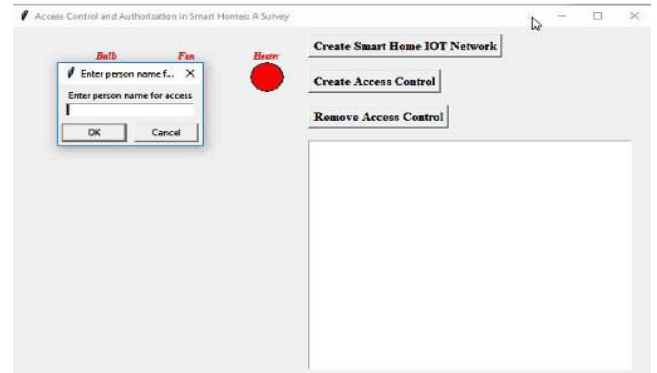 Access Control and Authorization in Smart Homes: A Survey
Bulb Fan Heater
Enter person name f...
Enter person name for access
OK Cancel
Create Smart Home IOT Network
Create Access Control
Remove Access Control